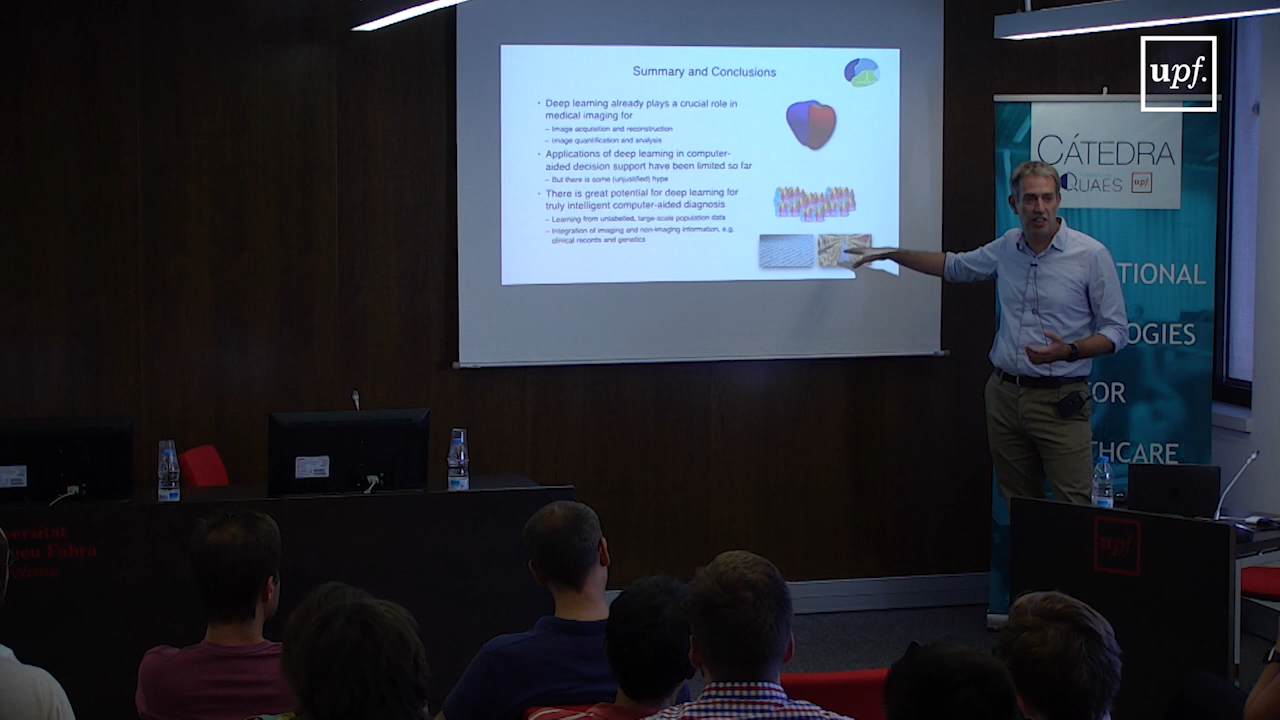 upf.
Summary and Conclusions
• Deep learning already plays a crucial role in
medical imaging for
– Image acquisition and reconstruction
– Image quantification and analysis
• Applications of deep learning in computer-
aided decision support have been limited so far
– But there is some (unjustified) hype
• There is great potential for deep learning for
truly intelligent computer-aided diagnosis
– Learning from unlabelled, large-scale population data
– Integration of imaging and non-imaging information, e.g.
clinical records and genetics
CÁTEDRA
QUAES
upf
TIONAL
OGIES
OR
THCARE
upf.